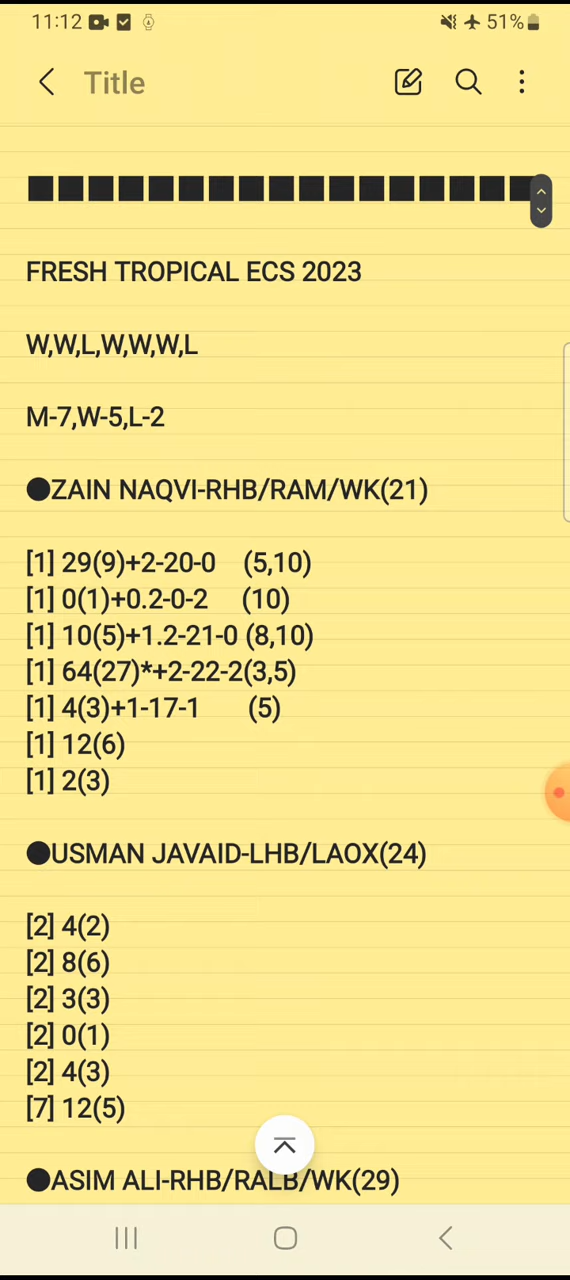 11:12 51%
Title
FRESH TROPICAL ECS 2023
W,W,L,W,W,W,L
M-7,W-5,L-2
●ZAIN NAQVI-RHB/RAM/WK(21)
[1] 29(9)+2-20-0 (5,10)
[1] 0(1)+0.2-0-2 (10)
[1] 10(5)+1.2-21-0 (8,10)
[1] 64(27)*+2-22-2(3,5)
[1] 4(3)+1-17-1 (5)
[1] 12(6)
[1] 2(3)
●USMAN JAVAID-LHB/LAOX(24)
[2] 4(2)
[2] 8(6)
[2] 3(3)
[2] 0(1)
[2] 4(3)
[7] 12(5)
●ASIM ALI-RHB/RALB/WK(29)